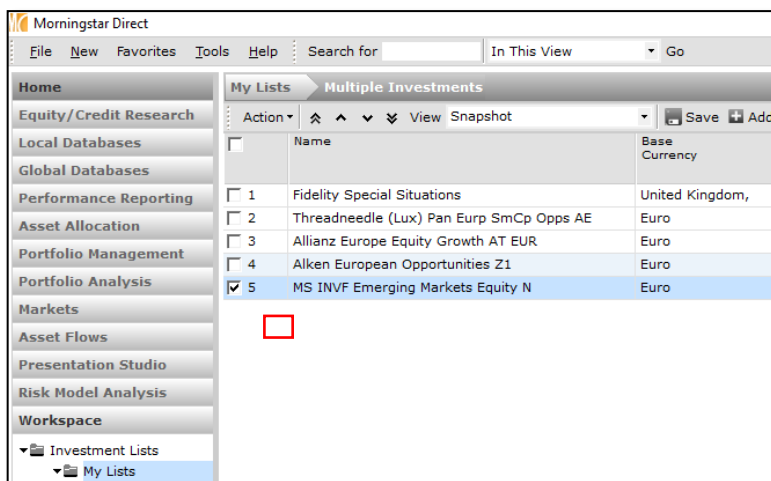 Morningstar Direct
File New Favorites Tools Help Search for In This View Go
Home
My Lists Multiple Investments
Equity/Credit Research
Action View Snapshot Save Add
Local Databases
Name Base
Currency
Global Databases
Performance Reporting
1 Fidelity Special Situations United Kingdom,
Asset Allocation
2 Threadneedle (Lux) Pan Eurp SmCp Opps AE Euro
Portfolio Management
3 Allianz Europe Equity Growth AT EUR Euro
4 Alken European Opportunities Z1 Euro
Portfolio Analysis
5 MS INVF Emerging Markets Equity N Euro
Markets
Asset Flows
Presentation Studio
Risk Model Analysis
Workspace
Investment Lists
My Lists